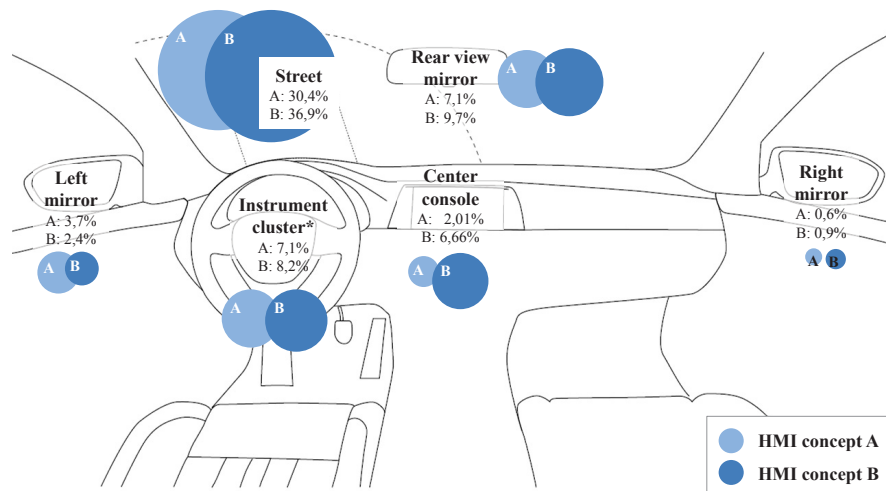 A
B
Street
A: 30,4%
B: 36,9%
Rear view
mirror
A: 7,1%
B: 9,7%
A
B
Left
mirror
A: 3,7%
B: 2,4%
A
B
Instrument
cluster*
A: 7,1%
B: 8,2%
A
B
Center
console
A: 2,01%
B: 6,66%
A
B
Right
mirror
A: 0,6%
B: 0,9%
A
B
HMI concept A
HMI concept B